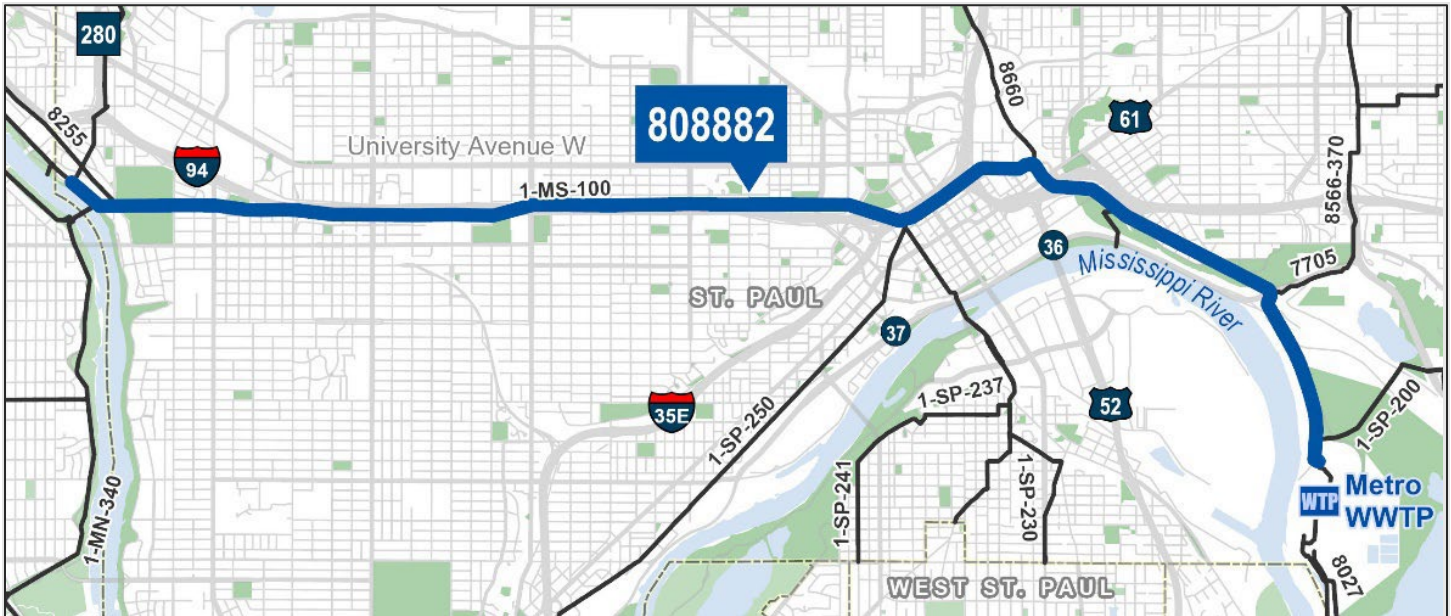 280
8255
94
University Avenue W
1-MS-100
808882
8660
61
8566-370
36
Mississippi River
7705
ST. PAUL
37
35E
1-SP-250
1-SP-237
52
1-SP-200
1-SP-241
1-SP-230
1-MN-340
WTP
Metro
WWTP
8027
WEST ST. PAUL